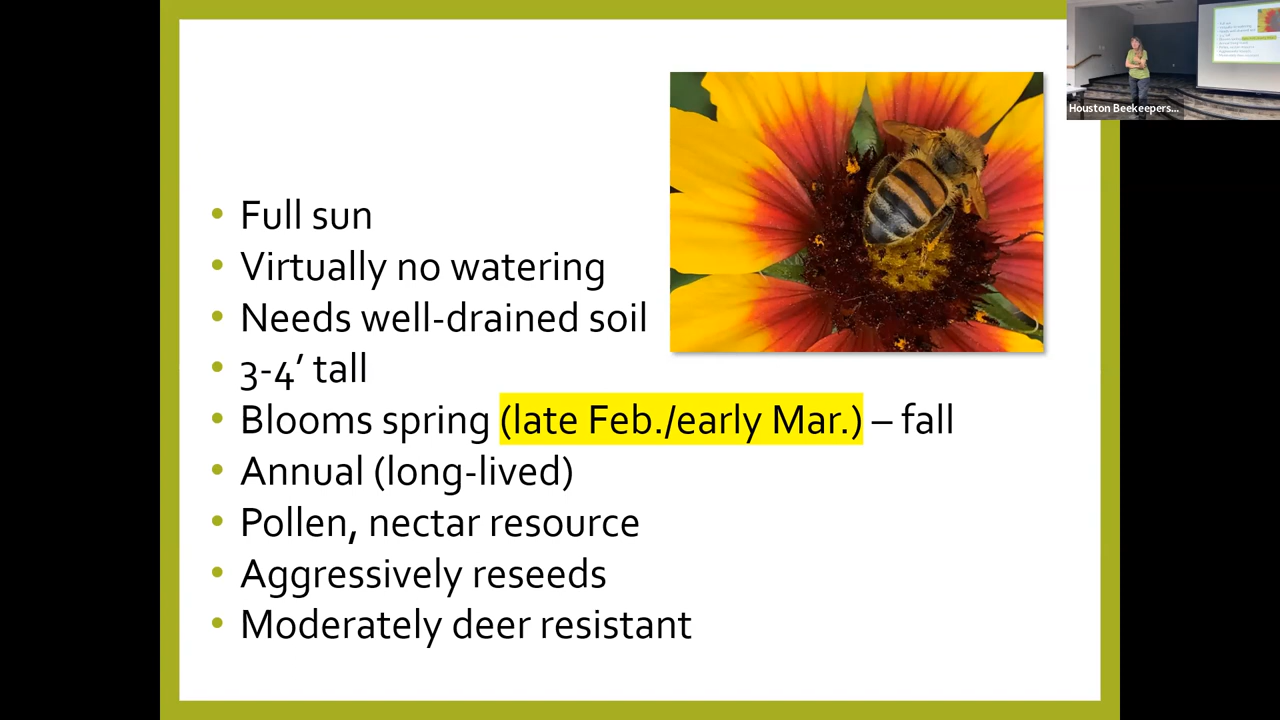 Houston Beekeepers...
• Full sun
• Virtually no watering
• Needs well-drained soil
• 3-4’ tall
• Blooms spring (late Feb./early Mar.) – fall
• Annual (long-lived)
• Pollen, nectar resource
• Aggressively reseeds
• Moderately deer resistant